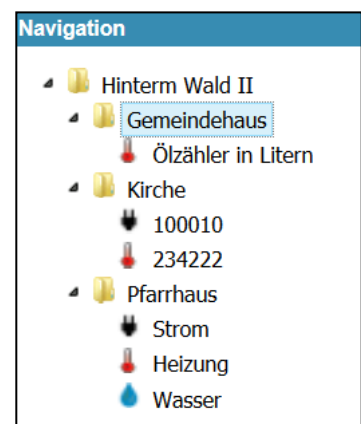 Navigation
Hinterm Wald II
Gemeindehaus
Ölzähler in Litern
Kirche
100010
234222
Pfarrhaus
Strom
Heizung
Wasser